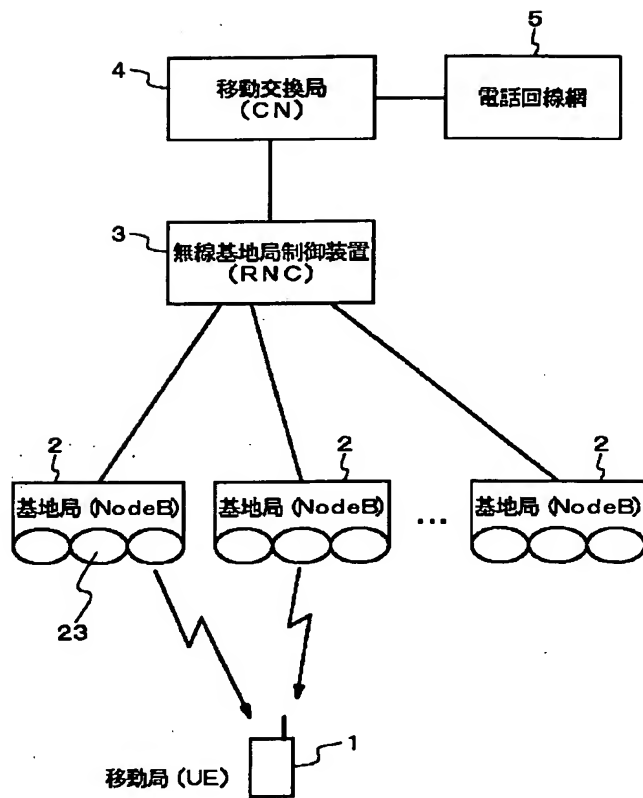 5
4
移動交換局
(CN)
電話回線網
3
無線基地局制御装置
(RNC)
2
2
2
基地局(NodeB)
基地局(NodeB)
...
基地局(NodeB)
23
1
移動局(UE)